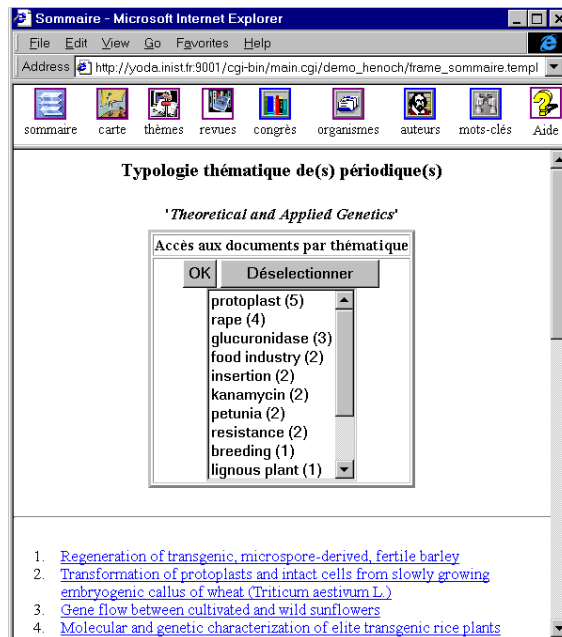 Sommaire - Microsoft Internet Explorer
File Edit View Go Favorites Help
Address http://yoda.inist.fr:9001/cgi-bin/main.cgi/demo_henoch/frame_sommaire.templ
sommaire carte thèmes revues congrès organismes auteurs mots-clés Aide
Typologie thématique de(s) périodique(s)
'Theoretical and Applied Genetics'
Accès aux documents par thématique
OK Déselectionner
protoplast (5)
rape (4)
glucuronidase (3)
food industry (2)
insertion (2)
kanamycin (2)
petunia (2)
resistance (2)
breeding (1)
lignous plant (1)
1. Regeneration of transgenic, microspore-derived, fertile barley
2. Transformation of protoplasts and intact cells from slowly growing
embryogenic callus of wheat (Triticum aestivum L.)
3. Gene flow between cultivated and wild sunflowers
4. Molecular and genetic characterization of elite transgenic rice plants